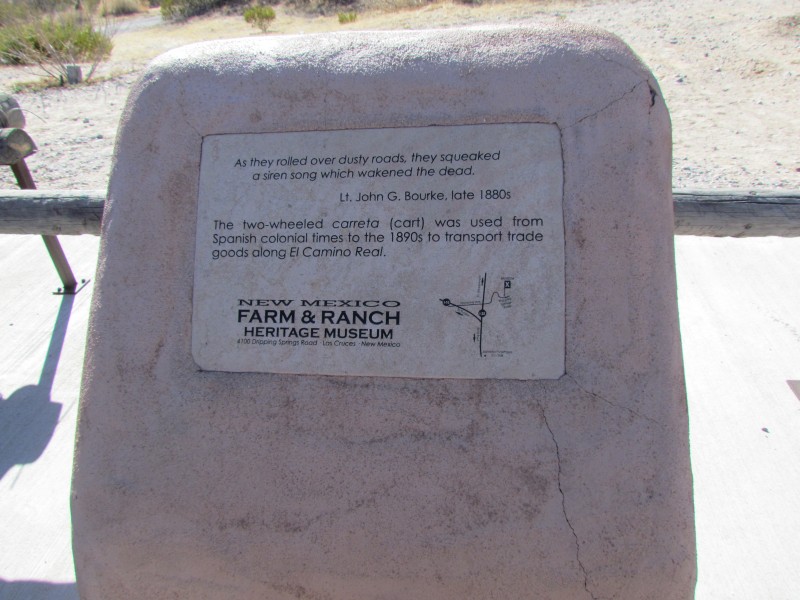 As they rolled over dusty roads, they squeaked
a siren song which wakened the dead.
Lt. John G. Bourke, late 1880s
The two-wheeled carreta (cart) was used from
Spanish colonial times to the 1890s to transport trade
goods along El Camino Real.
NEW MEXICO
FARM & RANCH
HERITAGE MUSEUM
4100 Dripping Springs Road · Las Cruces · New Mexico